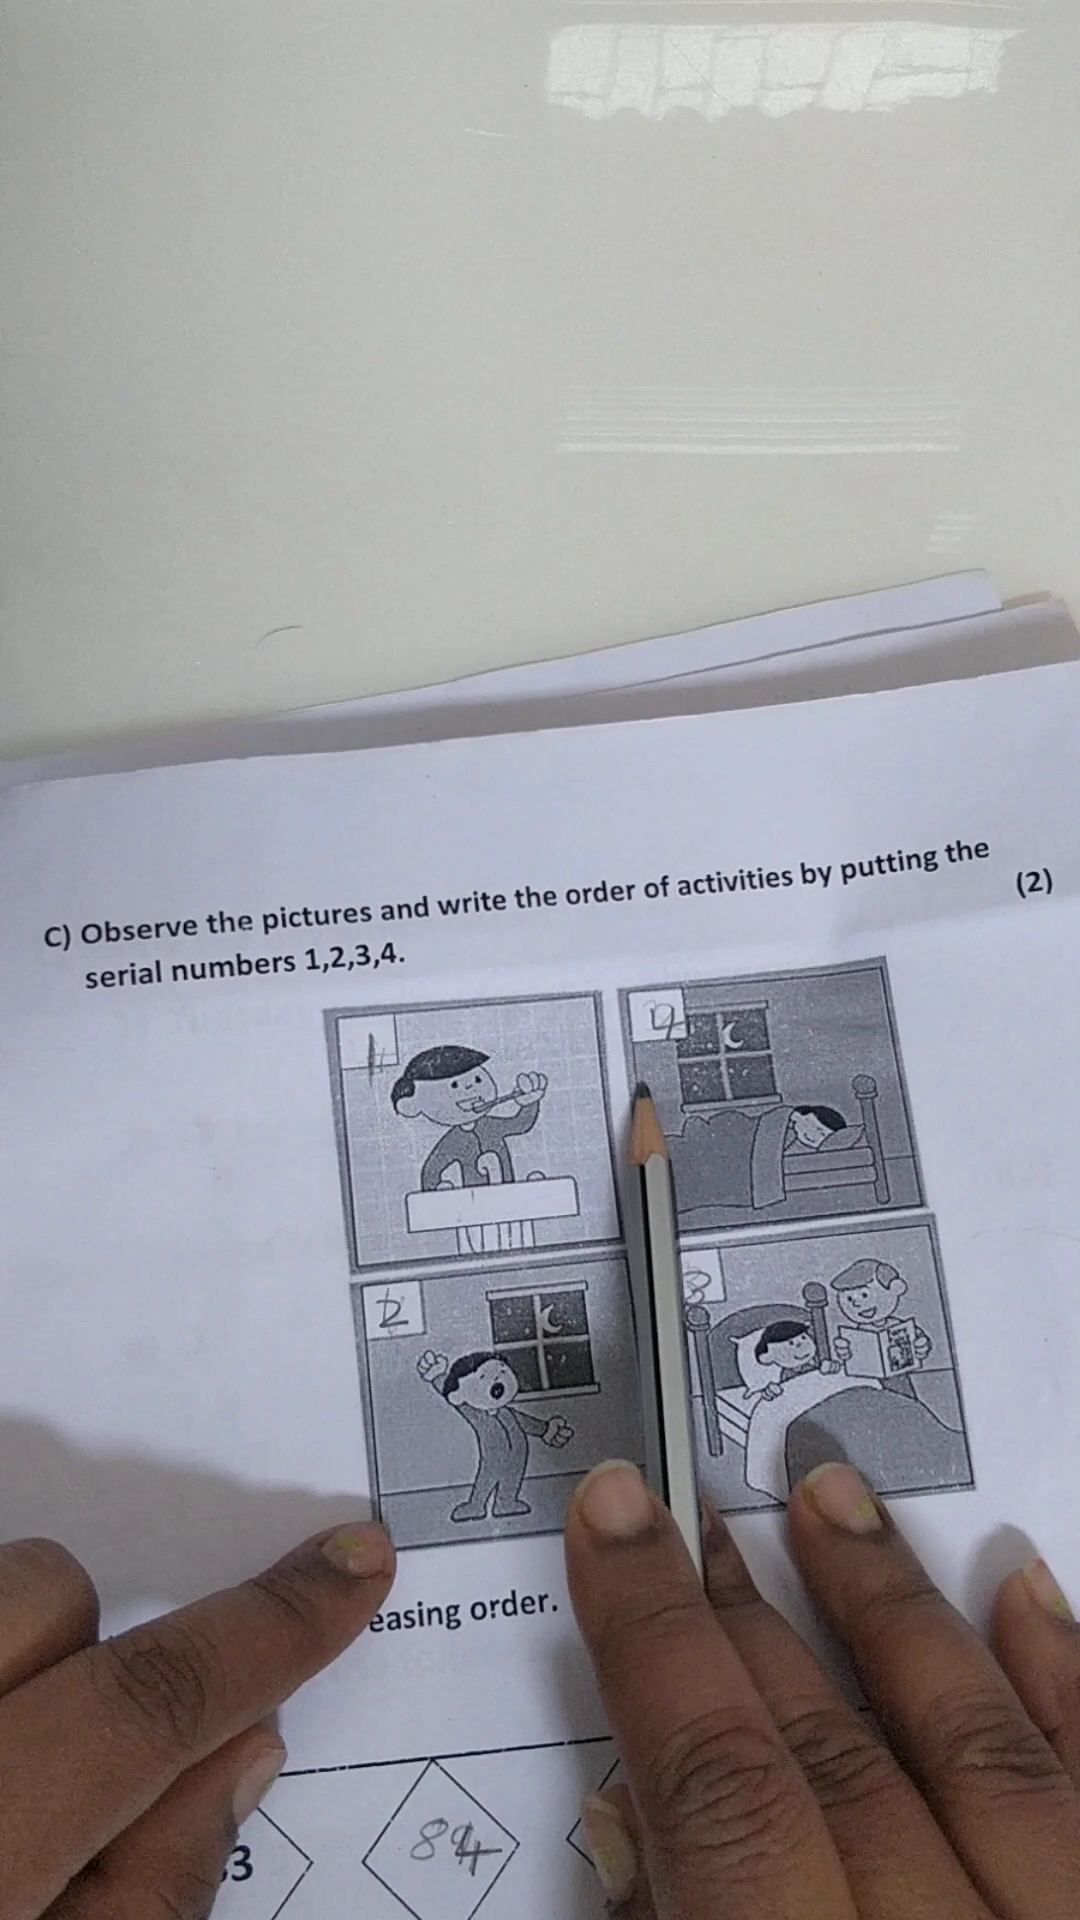 C) Observe the pictures and write the order of activities by putting the
(2)
serial numbers 1,2,3,4.
1
4
2
3
easing order.
3
84